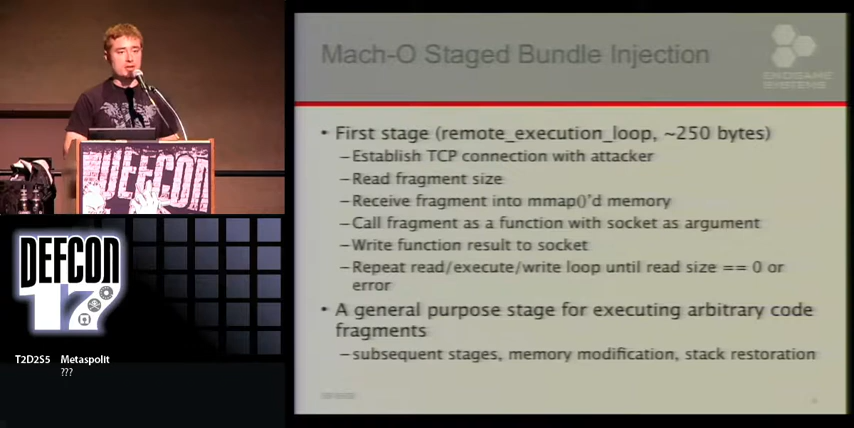 Mach-O Staged Bundle Injection
ENDGAME
SYSTEMS
• First stage (remote_execution_loop, ~250 bytes)
–Establish TCP connection with attacker
–Read fragment size
–Receive fragment into mmap()'d memory
–Call fragment as a function with socket as argument
–Write function result to socket
–Repeat read/execute/write loop until read size == 0 or
error
• A general purpose stage for executing arbitrary code
fragments
–subsequent stages, memory modification, stack restoration
DEFCON
DEFCON
17
T2D2S5 Metasploit
???